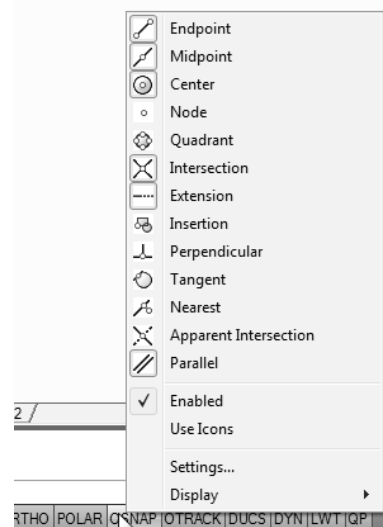 Endpoint
Midpoint
Center
Node
Quadrant
Intersection
Extension
Insertion
Perpendicular
Tangent
Nearest
Apparent Intersection
Parallel
Enabled
Use Icons
Settings...
Display
2
RTHO POLAR OSNAP OTRACK DUCS DYN LWT QP